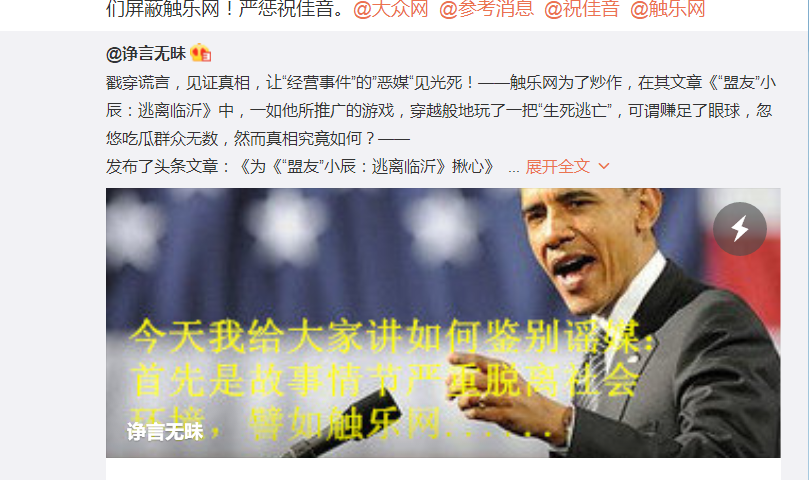 们屏蔽触乐网！严惩祝佳音。@大众网 @参考消息 @祝佳音 @触乐网
@诤言无昧
戳穿谎言，见证真相，让“经营事件”的”恶媒“见光死！——触乐网为了炒作，在其文章《“盟友”小
辰：逃离临沂》中，一如他所推广的游戏，穿越般地玩了一把“生死逃亡”，可谓赚足了眼球，忽
悠吃瓜群众无数，然而真相究竟如何？——
发布了头条文章：《为《“盟友”小辰：逃离临沂》揪心》 ... 展开全文
今天我给大家讲如何鉴别谣媒：
首先是故事情节严重脱离社会
环境，譬如触乐网......
诤言无昧